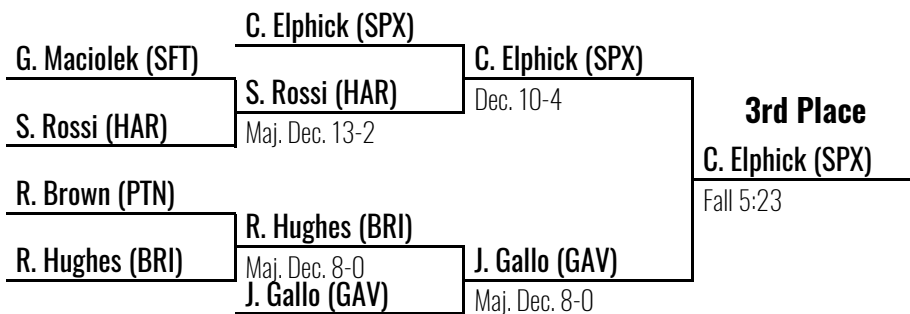 C. Elphick (SPX)
G. Maciolek (SFT)
C. Elphick (SPX)
S. Rossi (HAR)
Dec. 10-4
3rd Place
S. Rossi (HAR)
Maj. Dec. 13-2
C. Elphick (SPX)
R. Brown (PTN)
Fall 5:23
R. Hughes (BRI)
R. Hughes (BRI)
Maj. Dec. 8-0
J. Gallo (GAV)
J. Gallo (GAV)
Maj. Dec. 8-0